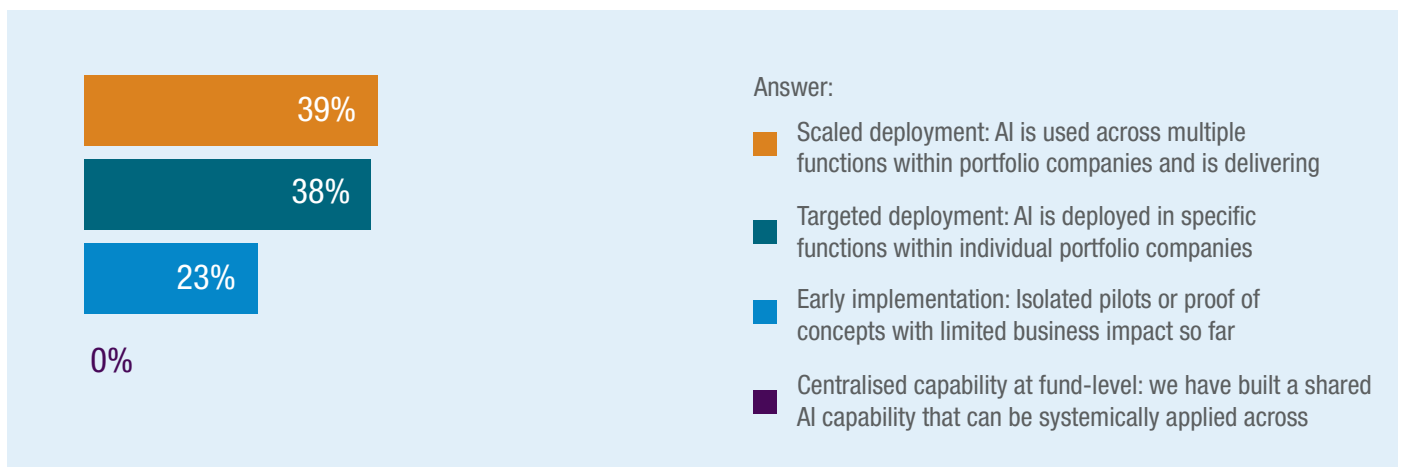 39%
38%
23%
0%
Answer:
Scaled deployment: AI is used across multiple
functions within portfolio companies and is delivering
Targeted deployment: AI is deployed in specific
functions within individual portfolio companies
Early implementation: Isolated pilots or proof of
concepts with limited business impact so far
Centralised capability at fund-level: we have built a shared
AI capability that can be systemically applied across